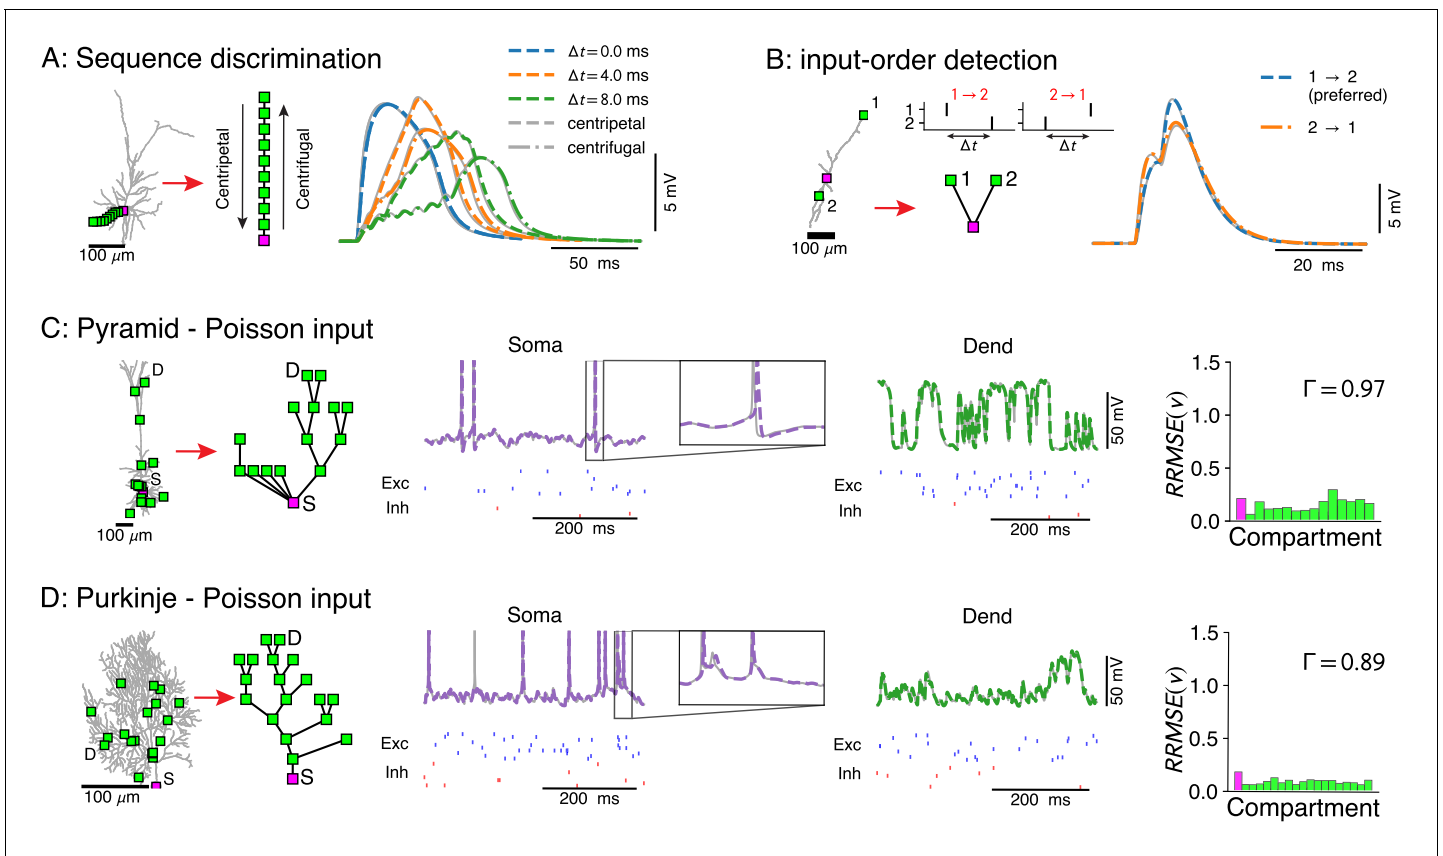 A: Sequence discrimination
Centripetal
Centrifugal
100 μm
Δt=0.0 ms
Δt=4.0 ms
Δt=8.0 ms
centripetal
centrifugal
5 mV
50 ms
B: input-order detection
1
2
100 μm
1 → 2
2 → 1
1
2
Δt
Δt
1
2
1 → 2
(preferred)
2 → 1
5 mV
20 ms
C: Pyramid - Poisson input
D
S
100 μm
D
S
Soma
Exc
Inh
200 ms
Dend
50 mV
Exc
Inh
200 ms
RRMSE(v)
1.5
1.0
0.5
0.0
Γ=0.97
Compartment
D: Purkinje - Poisson input
D
S
100 μm
D
S
Soma
Exc
Inh
200 ms
Dend
50 mV
Exc
Inh
200 ms
RRMSE(v)
1.5
1.0
0.5
0.0
Γ=0.89
Compartment